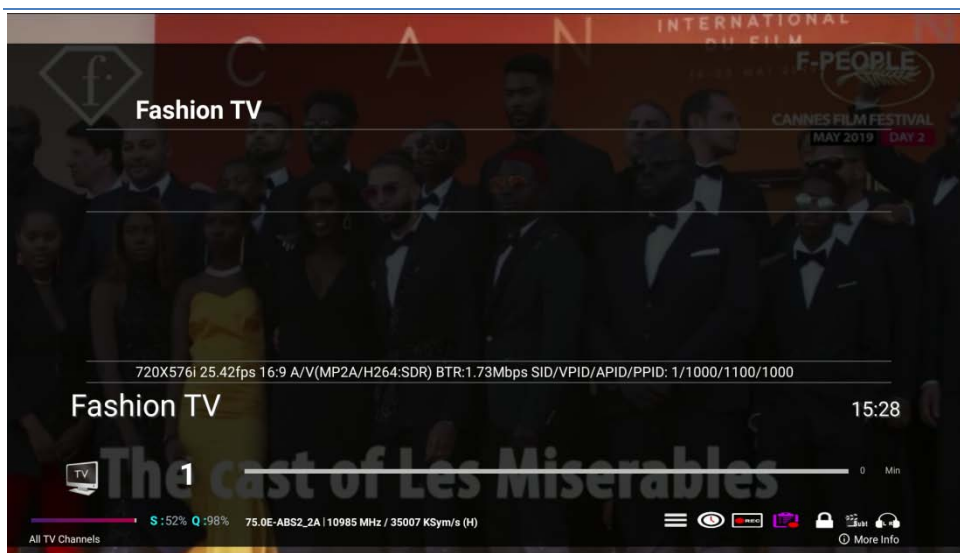 INTERNATIONAL
DU FILM
C A N N
f.
F-PEOPLE
Fashion TV
CANNES FILM FESTIVAL
MAY 2019 DAY 2
720X576i 25.42fps 16:9 A/V(MP2A/H264:SDR) BTR:1.73Mbps SID/VPID/APID/PPID: 1/1000/1100/1000
Fashion TV
15:28
The cast of Les Miserables
TV
1
0 Min
S :52% Q :98% 75.0E-ABS2_2A | 10985 MHz / 35007 KSym/s (H)
REC
Subt
All TV Channels
More Info